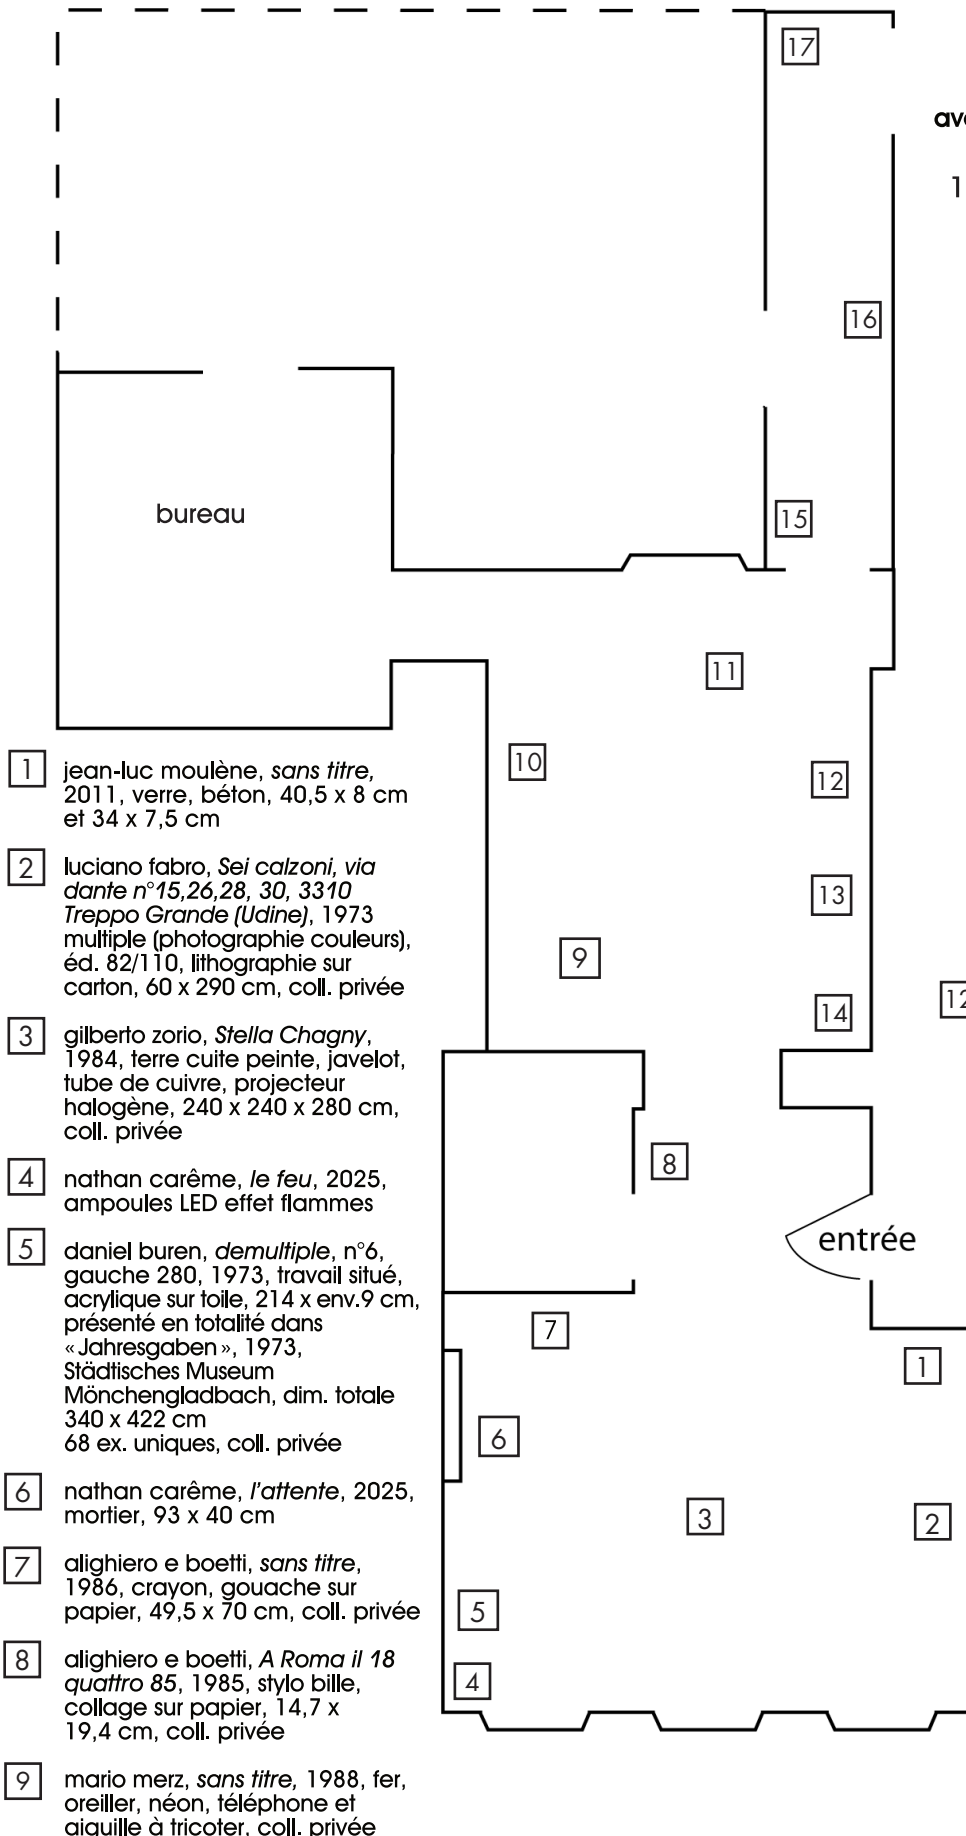 17
ave
1
16
bureau
15
11
10
12
13
9
14
12
8
entrée
7
1
6
3
2
5
4
1 jean-luc moulène, sans titre,
2011, verre, béton, 40,5 x 8 cm
et 34 x 7,5 cm
2 luciano fabro, Sei calzoni, via
dante n°15,26,28, 30, 3310
Treppo Grande (Udine), 1973
multiple (photographie couleurs),
éd. 82/110, lithographie sur
carton, 60 x 290 cm, coll. privée
3 gilberto zorio, Stella Chagny,
1984, terre cuite peinte, javelot,
tube de cuivre, projecteur
halogène, 240 x 240 x 280 cm,
coll. privée
4 nathan carême, le feu, 2025,
ampoules LED effet flammes
5 daniel buren, demultiple, n°6,
gauche 280, 1973, travail situé,
acrylique sur toile, 214 x env.9 cm,
présenté en totalité dans
«Jahresgaben», 1973,
Städtisches Museum
Mönchengladbach, dim. totale
340 x 422 cm
68 ex. uniques, coll. privée
6 nathan carême, l'attente, 2025,
mortier, 93 x 40 cm
7 alighiero e boetti, sans titre,
1986, crayon, gouache sur
papier, 49,5 x 70 cm, coll. privée
8 alighiero e boetti, A Roma il 18
quattro 85, 1985, stylo bille,
collage sur papier, 14,7 x
19,4 cm, coll. privée
9 mario merz, sans titre, 1988, fer,
oreiller, néon, téléphone et
aiguille à tricoter, coll. privée